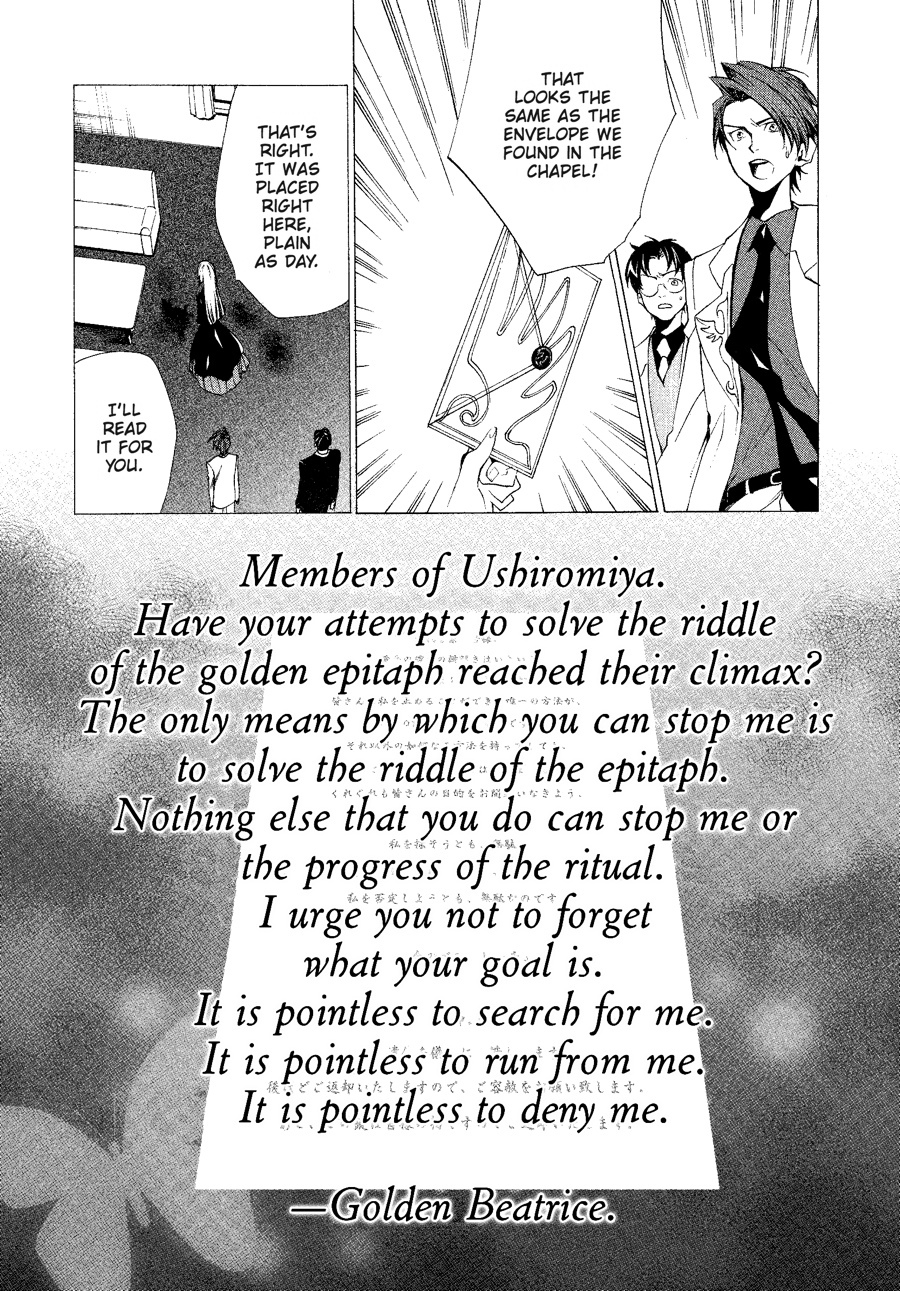 THAT
LOOKS THE
SAME AS THE
ENVELOPE WE
FOUND IN THE
CHAPEL!
THAT'S
RIGHT.
IT WAS
PLACED
RIGHT
HERE,
PLAIN
AS DAY.
I'LL
READ
IT FOR
YOU.
Members of Ushiromiya.
Have your attempts to solve the riddle
of the golden epitaph reached their climax?
The only means by which you can stop me is
to solve the riddle of the epitaph.
Nothing else that you do can stop me or
the progress of the ritual.
I urge you not to forget
what your goal is.
It is pointless to search for me.
It is pointless to run from me.
It is pointless to deny me.
—Golden Beatrice.